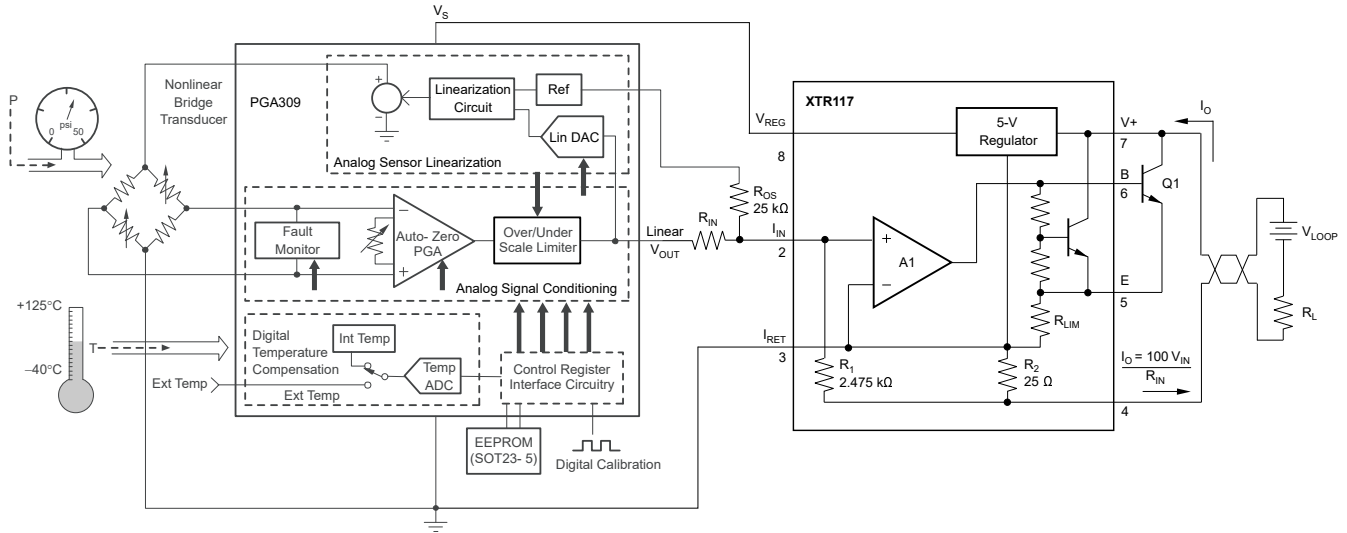 V_S
P
psi
0 50
Nonlinear
Bridge
Transducer
PGA309
+
−
Linearization
Circuit
Ref
Lin DAC
Analog Sensor Linearization
Fault
Monitor
−
+
Auto- Zero
PGA
Over/Under
Scale Limiter
Analog Signal Conditioning
Linear
V_OUT
R_IN
R_OS
25 kΩ
+125°C
−40°C
T
Ext Temp
Digital
Temperature
Compensation
Int Temp
Ext Temp
Temp
ADC
Control Register
Interface Circuitry
EEPROM
(SOT23- 5)
Digital Calibration
XTR117
V_REG
8
5-V
Regulator
V+
7
I_O
B
6
Q1
I_IN
2
+
A1
−
E
5
R_LIM
I_RET
3
R_1
2.475 kΩ
R_2
25 Ω
4
I_O = 100 V_IN
R_IN
V_LOOP
R_L